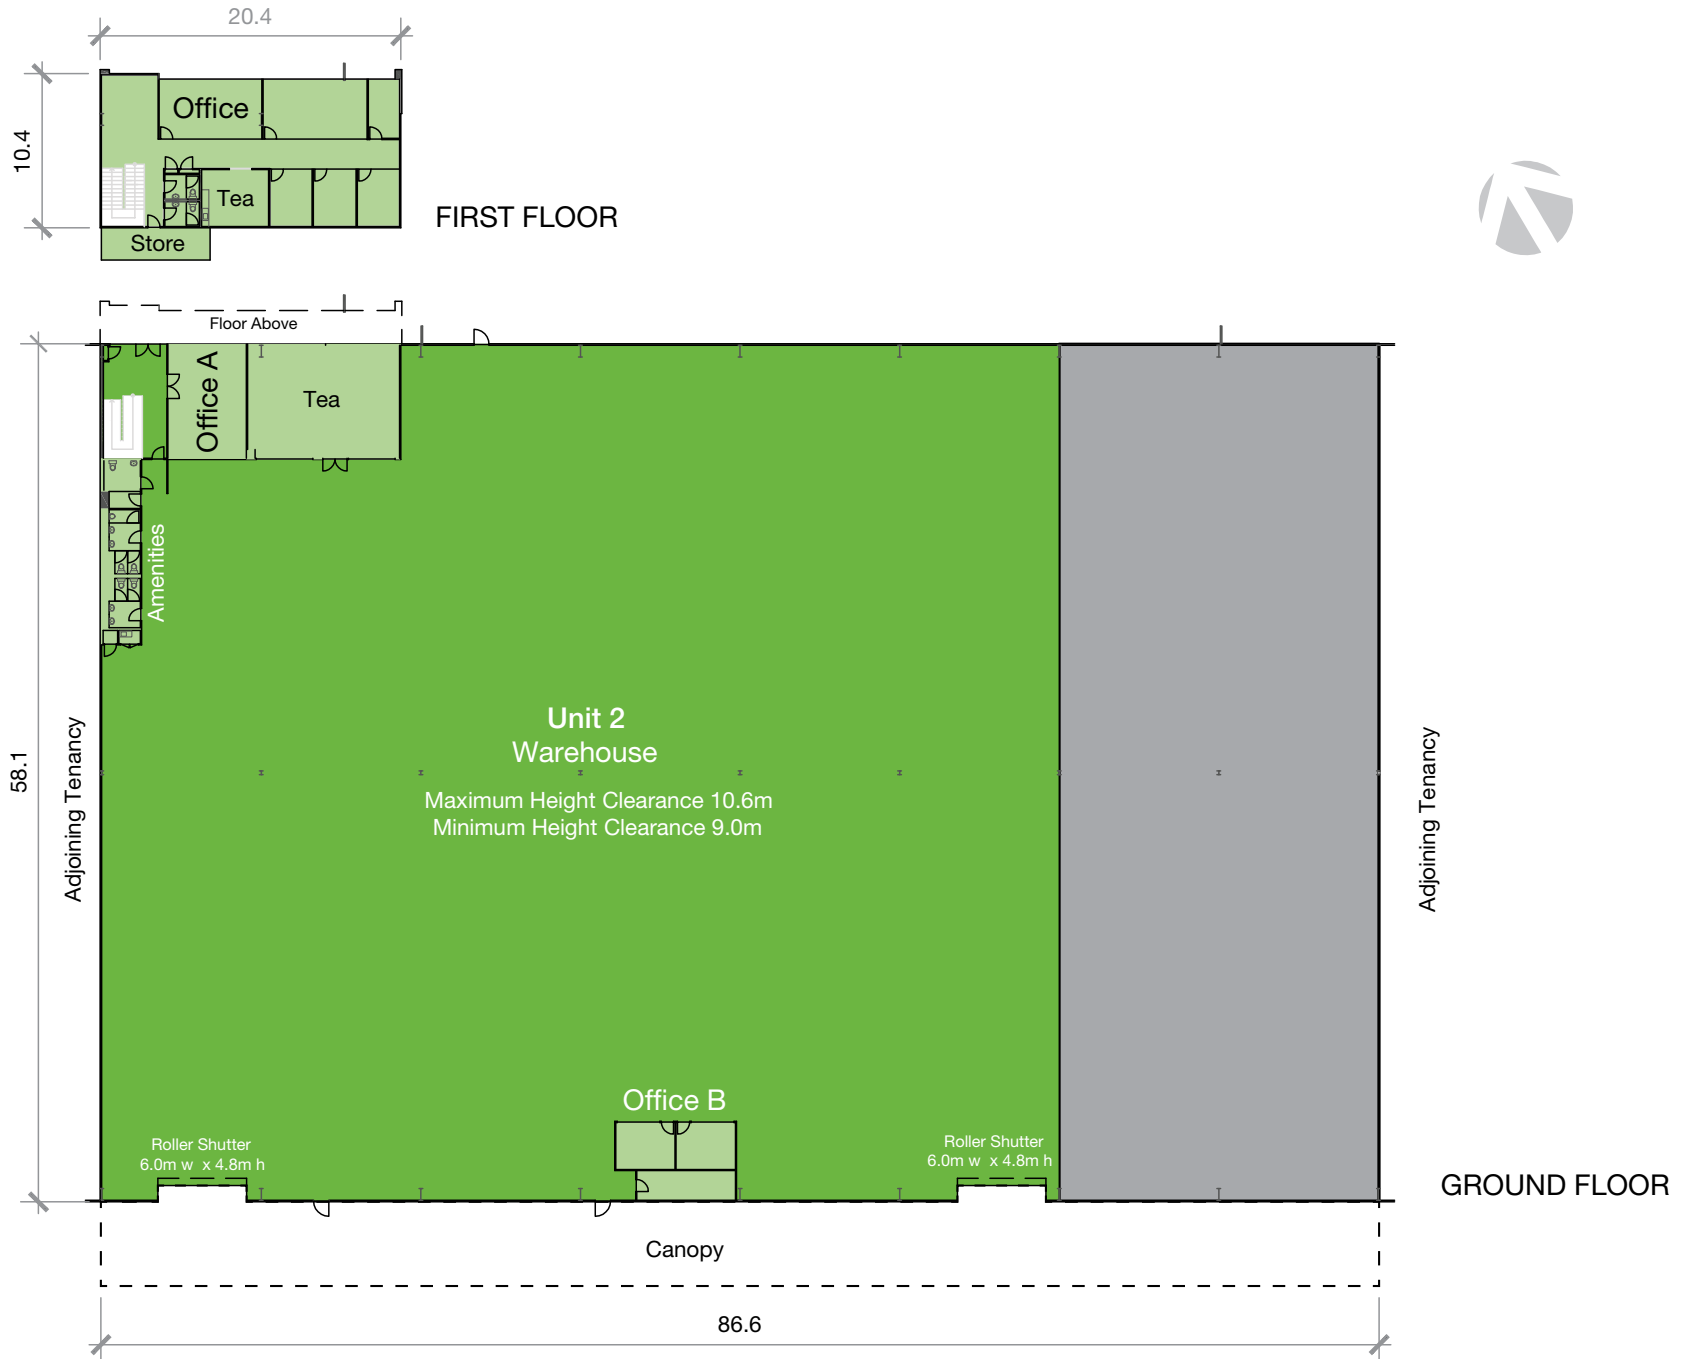 20.4
10.4
Office
Tea
Store
FIRST FLOOR
Floor Above
Office A
Tea
Amenities
58.1
Adjoining Tenancy
Unit 2
Warehouse
Maximum Height Clearance 10.6m
Minimum Height Clearance 9.0m
Adjoining Tenancy
Office B
Roller Shutter
6.0m w x 4.8m h
Roller Shutter
6.0m w x 4.8m h
GROUND FLOOR
Canopy
86.6